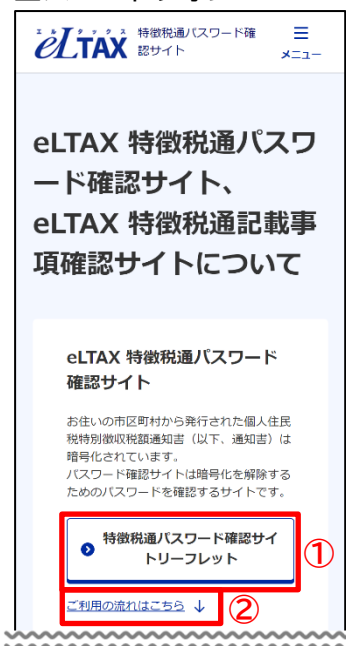 エルタックス
eLTAX
特徴税通パスワード確
認サイト
メニュー
eLTAX 特徴税通パスワ
ード確認サイト、
eLTAX 特徴税通記載事
項確認サイトについて
eLTAX 特徴税通パスワード
確認サイト
お住いの市区町村から発行された個人住民
税特別徴収税額通知書（以下、通知書）は
暗号化されています。
パスワード確認サイトは暗号化を解除する
ためのパスワードを確認するサイトです。
特徴税通パスワード確認サイ
トリーフレット
①
ご利用の流れはこちら ↓
②